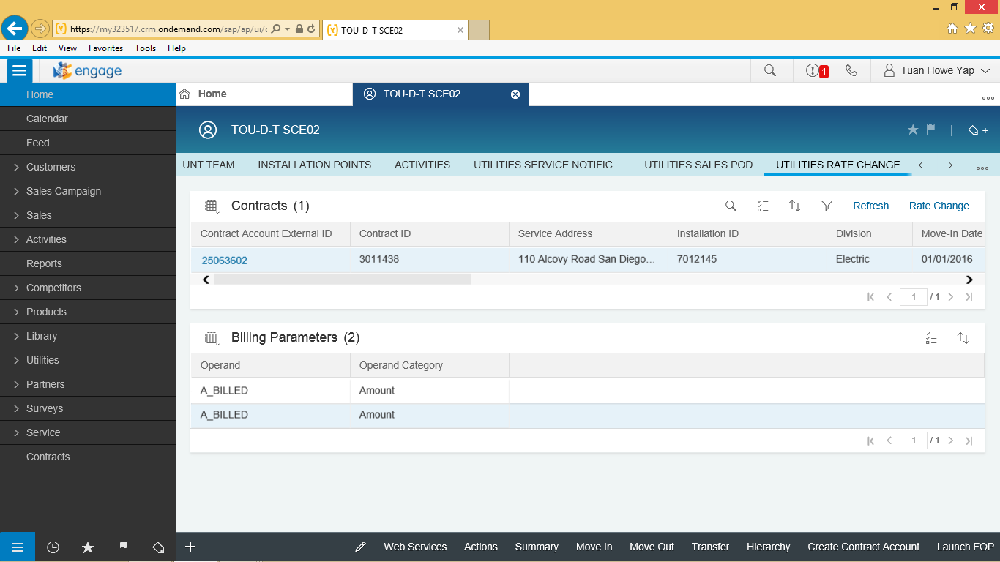 https://my323517.crm.ondemand.com/sap/ap/ui/
TOU-D-T SCE02
File Edit View Favorites Tools Help
engage
1
Tuan Howe Yap
Home
Calendar
Feed
Customers
Sales Campaign
Sales
Activities
Reports
Competitors
Products
Library
Utilities
Partners
Surveys
Service
Contracts
Home
TOU-D-T SCE02
TOU-D-T SCE02
UNT TEAM INSTALLATION POINTS ACTIVITIES UTILITIES SERVICE NOTIFIC... UTILITIES SALES POD UTILITIES RATE CHANGE
Contracts (1)
Refresh Rate Change
Contract Account External ID Contract ID Service Address Installation ID Division Move-In Date
25063602 3011438 110 Alcovy Road San Diego... 7012145 Electric 01/01/2016
1 / 1
Billing Parameters (2)
Operand Operand Category
A_BILLED Amount
A_BILLED Amount
1 / 1
Web Services Actions Summary Move In Move Out Transfer Hierarchy Create Contract Account Launch FOP